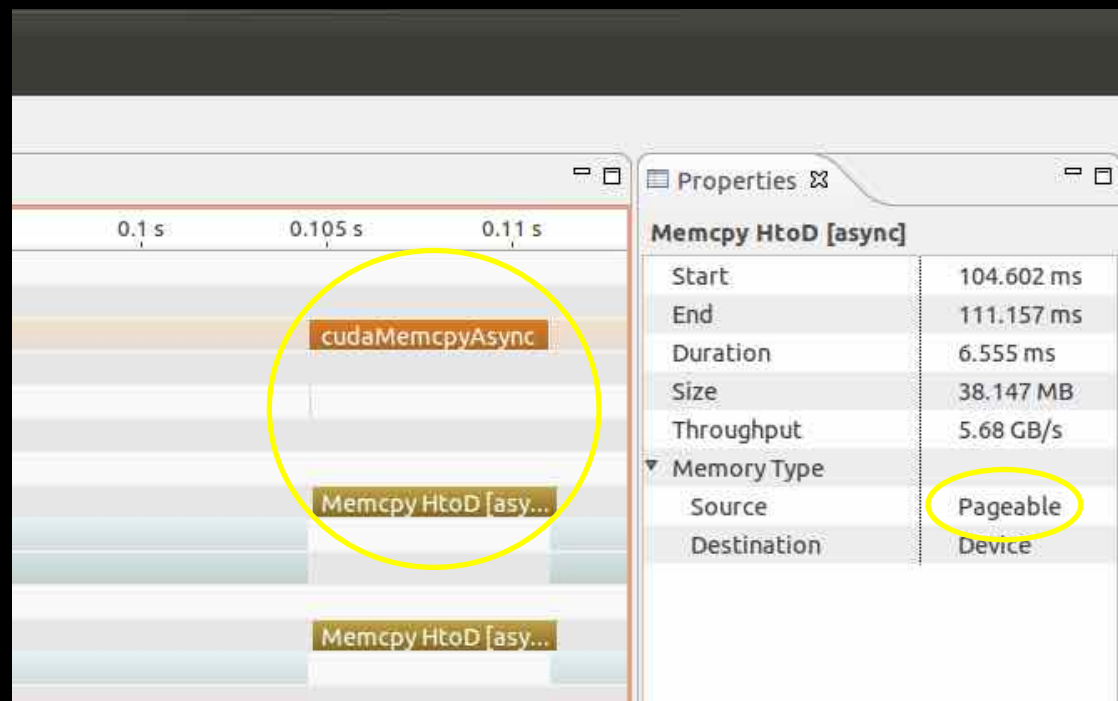 Properties
0.1 s 0.105 s 0.11 s
Memcpy HtoD [async]
Start 104.602 ms
End 111.157 ms
cudaMemcpyAsync
Duration 6.555 ms
Size 38.147 MB
Throughput 5.68 GB/s
Memory Type
Memcpy HtoD [asy...
Source Pageable
Destination Device
Memcpy HtoD [asy...